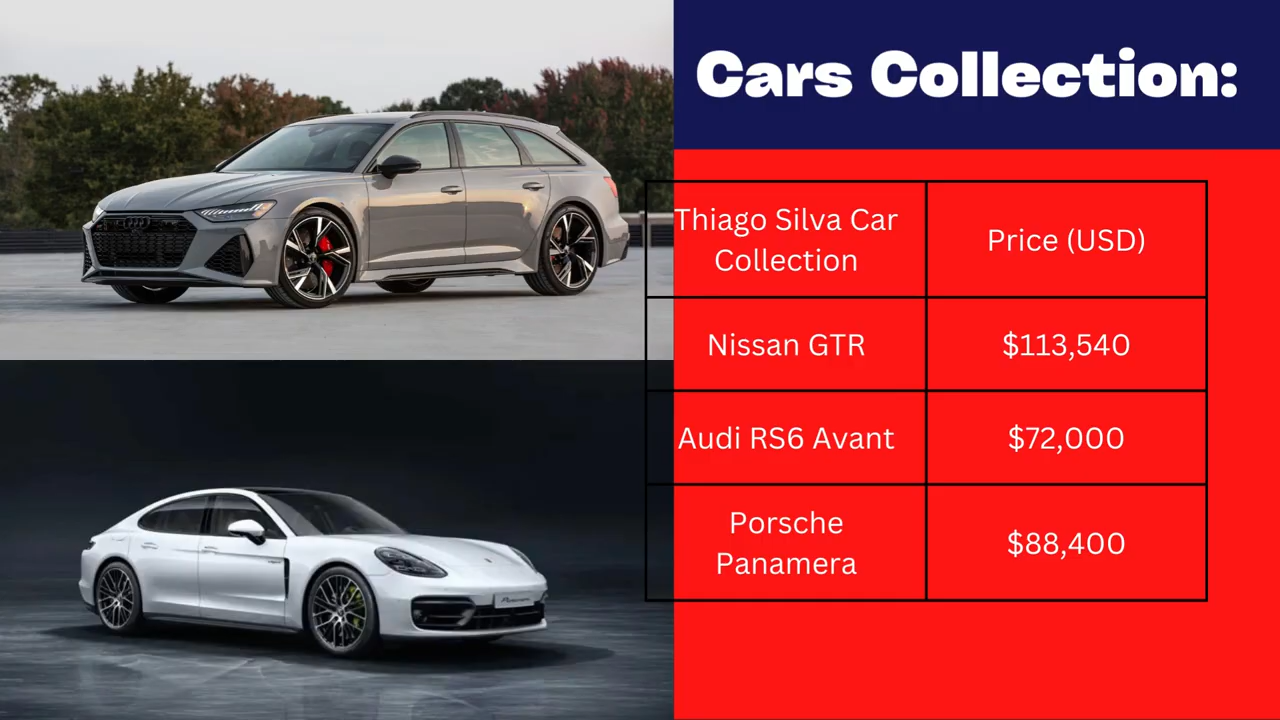 Cars Collection:
Thiago Silva Car
Collection
Price (USD)
Nissan GTR
$113,540
Audi RS6 Avant
$72,000
Porsche
Panamera
$88,400